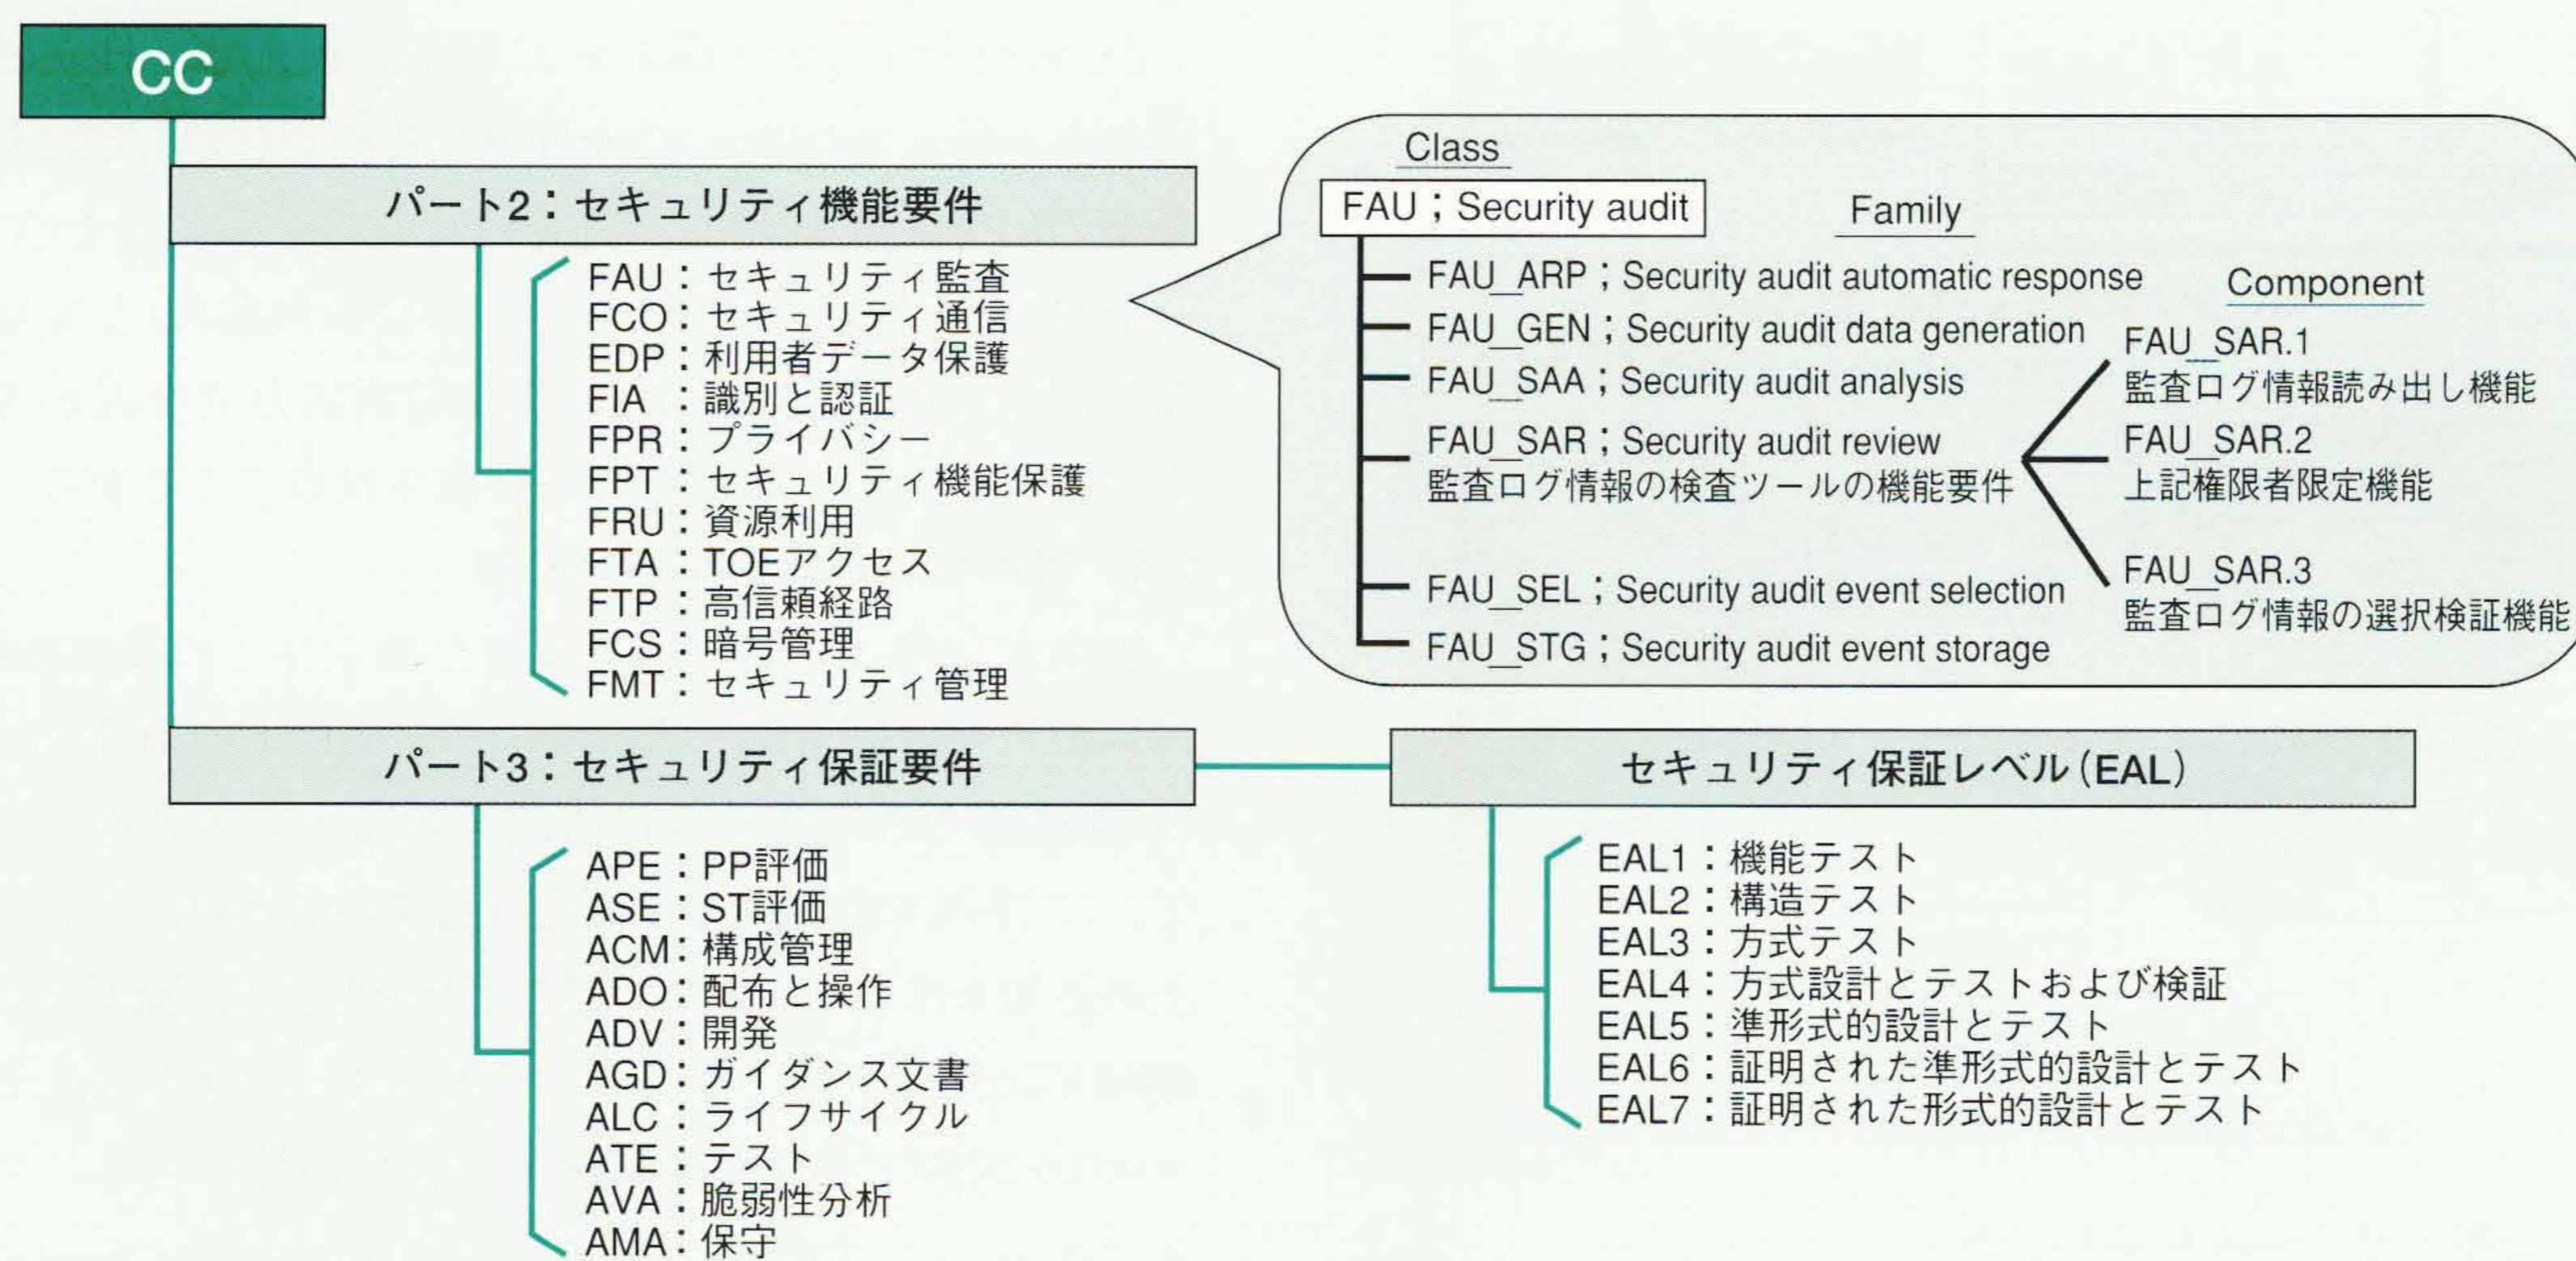 CC
パート2：セキュリティ機能要件
FAU：セキュリティ監査
FCO：セキュリティ通信
EDP：利用者データ保護
FIA ：識別と認証
FPR：プライバシー
FPT：セキュリティ機能保護
FRU：資源利用
FTA：TOEアクセス
FTP：高信頼経路
FCS：暗号管理
FMT：セキュリティ管理
Class
FAU；Security audit
Family
FAU_ARP；Security audit automatic response
Component
FAU_GEN；Security audit data generation
FAU_SAA；Security audit analysis
FAU_SAR；Security audit review
監査ログ情報の検査ツールの機能要件
FAU_SEL；Security audit event selection
FAU_STG；Security audit event storage
FAU_SAR.1
監査ログ情報読み出し機能
FAU_SAR.2
上記権限者限定機能
FAU_SAR.3
監査ログ情報の選択検証機能
パート3：セキュリティ保証要件
APE：PP評価
ASE：ST評価
ACM：構成管理
ADO：配布と操作
ADV：開発
AGD：ガイダンス文書
ALC：ライフサイクル
ATE：テスト
AVA：脆弱性分析
AMA：保守
セキュリティ保証レベル(EAL)
EAL1：機能テスト
EAL2：構造テスト
EAL3：方式テスト
EAL4：方式設計とテストおよび検証
EAL5：準形式的設計とテスト
EAL6：証明された準形式的設計とテスト
EAL7：証明された形式的設計とテスト